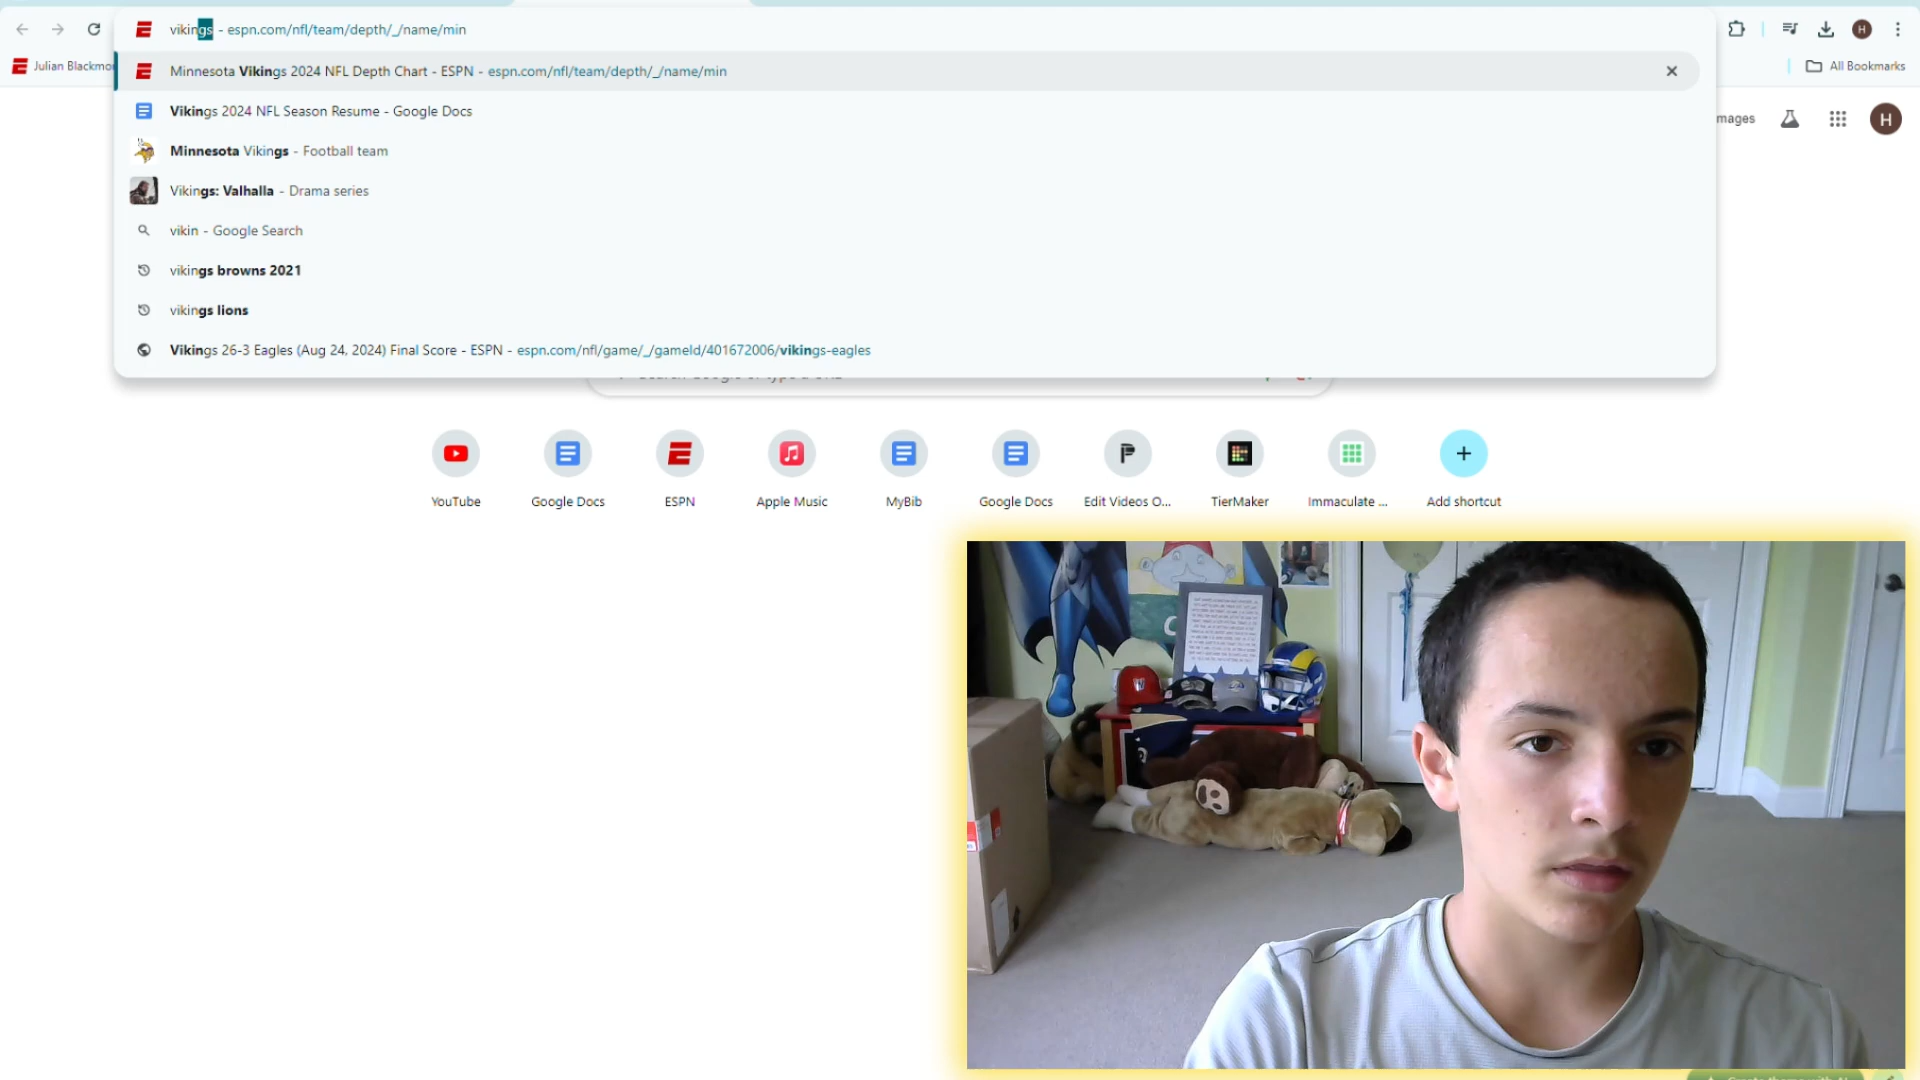 vikings - espn.com/nfl/team/depth/_/name/min
Julian Blackmo
All Bookmarks
Minnesota Vikings 2024 NFL Depth Chart - ESPN - espn.com/nfl/team/depth/_/name/min
Vikings 2024 NFL Season Resume - Google Docs
mages
H
Minnesota Vikings - Football team
Vikings: Valhalla - Drama series
vikin - Google Search
vikings browns 2021
vikings lions
Vikings 26-3 Eagles (Aug 24, 2024) Final Score - ESPN - espn.com/nfl/game/_/gameId/401672006/vikings-eagles
YouTube
Google Docs
ESPN
Apple Music
MyBib
Google Docs
Edit Videos O...
TierMaker
Immaculate ...
Add shortcut